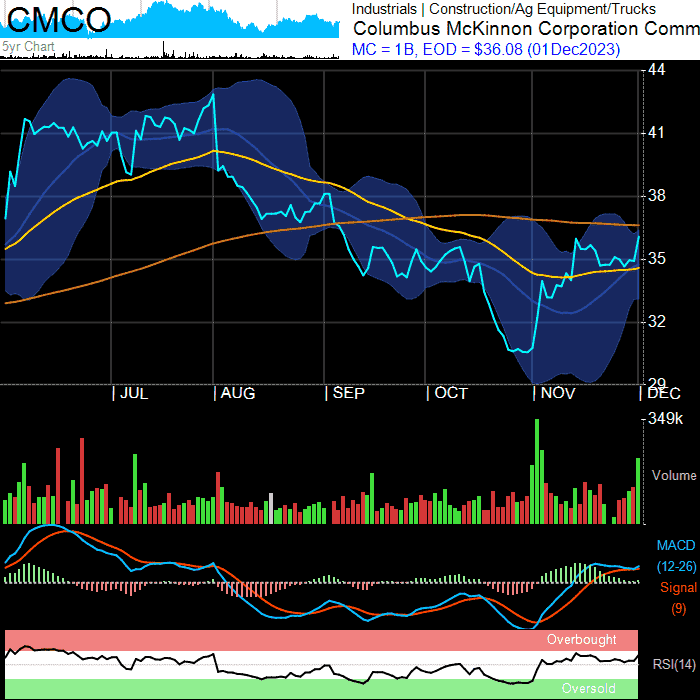 CMCO
5yr Chart
Industrials | Construction/Ag Equipment/Trucks
Columbus McKinnon Corporation Comm
MC = 1B, EOD = $36.08 (01Dec2023)
44
41
38
35
32
29
| JUL | AUG | SEP | OCT | NOV | DEC
349k
Volume
MACD
(12-26)
Signal
(9)
Overbought
RSI(14)
Oversold